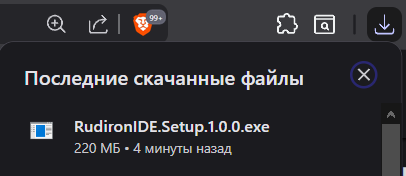 99+
Последние скачанные файлы
RudironIDE.Setup.1.0.0.exe
220 МБ • 4 минуты назад